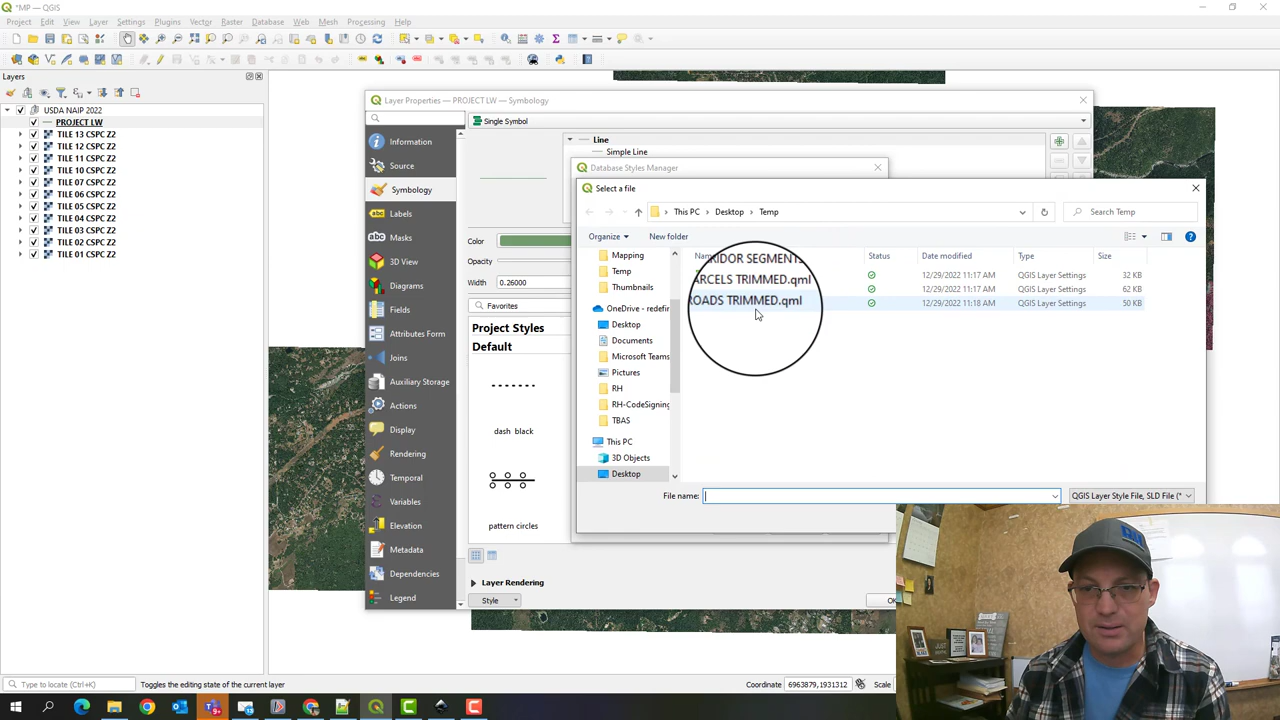 *MP — QGIS
Project Edit View Layer Settings Plugins Vector Raster Database Web Mesh Processing Help
Layers
USDA NAIP 2022
PROJECT LW
TILE 13 CSPC Z2
TILE 12 CSPC Z2
TILE 11 CSPC Z2
TILE 10 CSPC Z2
TILE 07 CSPC Z2
TILE 06 CSPC Z2
TILE 05 CSPC Z2
TILE 04 CSPC Z2
TILE 03 CSPC Z2
TILE 02 CSPC Z2
TILE 01 CSPC Z2
Layer Properties — PROJECT LW — Symbology
Information
Source
Symbology
Labels
Masks
3D View
Diagrams
Fields
Attributes Form
Joins
Auxiliary Storage
Actions
Display
Rendering
Temporal
Variables
Elevation
Metadata
Dependencies
Legend
Single Symbol
Line
Simple Line
Color
Opacity
Width 0.26000
Favorites
Project Styles
Default
dash black
pattern circles
Layer Rendering
Style
Database Styles Manager
Select a file
This PC > Desktop > Temp
Search Temp
Organize New folder
Mapping
Temp
Thumbnails
OneDrive - redefin
Desktop
Documents
Microsoft Teams
Pictures
RH
RH-CodeSigning
TBAS
This PC
3D Objects
Desktop
Status Date modified Type Size
RIDOR SEGMENTS 12/29/2022 11:17 AM QGIS Layer Settings 32 KB
ARCELS TRIMMED.qml 12/29/2022 11:17 AM QGIS Layer Settings 62 KB
ROADS TRIMMED.qml 12/29/2022 11:18 AM QGIS Layer Settings 50 KB
File name:
QGIS Layer Style File, SLD File (*
Type to locate (Ctrl+K)
Toggles the editing state of the current layer
Coordinate 6963879,1931312
Scale